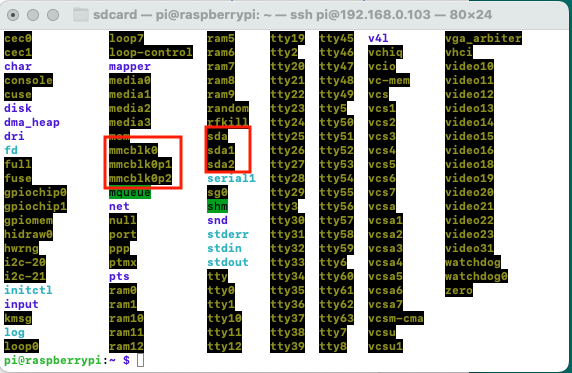 sdcard — pi@raspberrypi: ~ — ssh pi@192.168.0.103 — 80×24
cec0 loop7 ram5 tty19 tty45 v4l vga_arbiter
cec1 loop-control ram6 tty2 tty46 vchiq vhci
char mapper ram7 tty20 tty47 vcio video10
console media0 ram8 tty21 tty48 vc-mem video11
cuse media1 ram9 tty22 tty49 vcs video12
disk media2 random tty23 tty5 vcs1 video13
dma_heap media3 rfkill tty24 tty50 vcs2 video14
dri mem sda tty25 tty51 vcs3 video15
fd mmcblk0 sda1 tty26 tty52 vcs4 video16
full mmcblk0p1 sda2 tty27 tty53 vcs5 video18
fuse mmcblk0p2 serial1 tty28 tty54 vcs6 video19
gpiochip0 mqueue sg0 tty29 tty55 vcs7 video20
gpiochip1 net shm tty3 tty56 vcsa video21
gpiomem null snd tty30 tty57 vcsa1 video22
hidraw0 port stderr tty31 tty58 vcsa2 video23
hwrng ppp stdin tty32 tty59 vcsa3 video31
i2c-20 ptmx stdout tty33 tty6 vcsa4 watchdog
i2c-21 pts tty tty34 tty60 vcsa5 watchdog0
initctl ram0 tty0 tty35 tty61 vcsa6 zero
input ram1 tty1 tty36 tty62 vcsa7
kmsg ram10 tty10 tty37 tty63 vcsm-cma
log ram11 tty11 tty38 tty7 vcsu
loop0 ram12 tty12 tty39 tty8 vcsu1
pi@raspberrypi:~ $